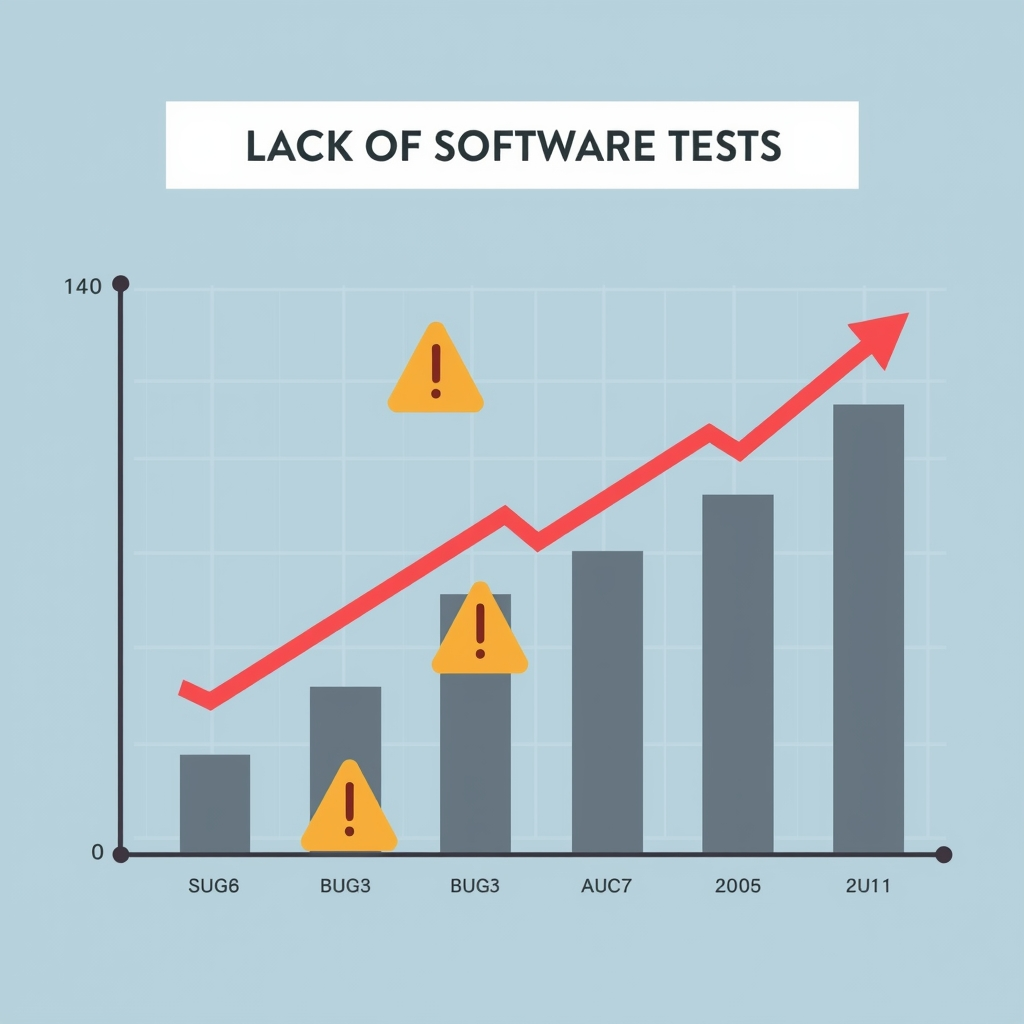 LACK OF SOFTWARE TESTS
140
0
SUG6 BUG3 BUG3 AUC7 2005 2U11